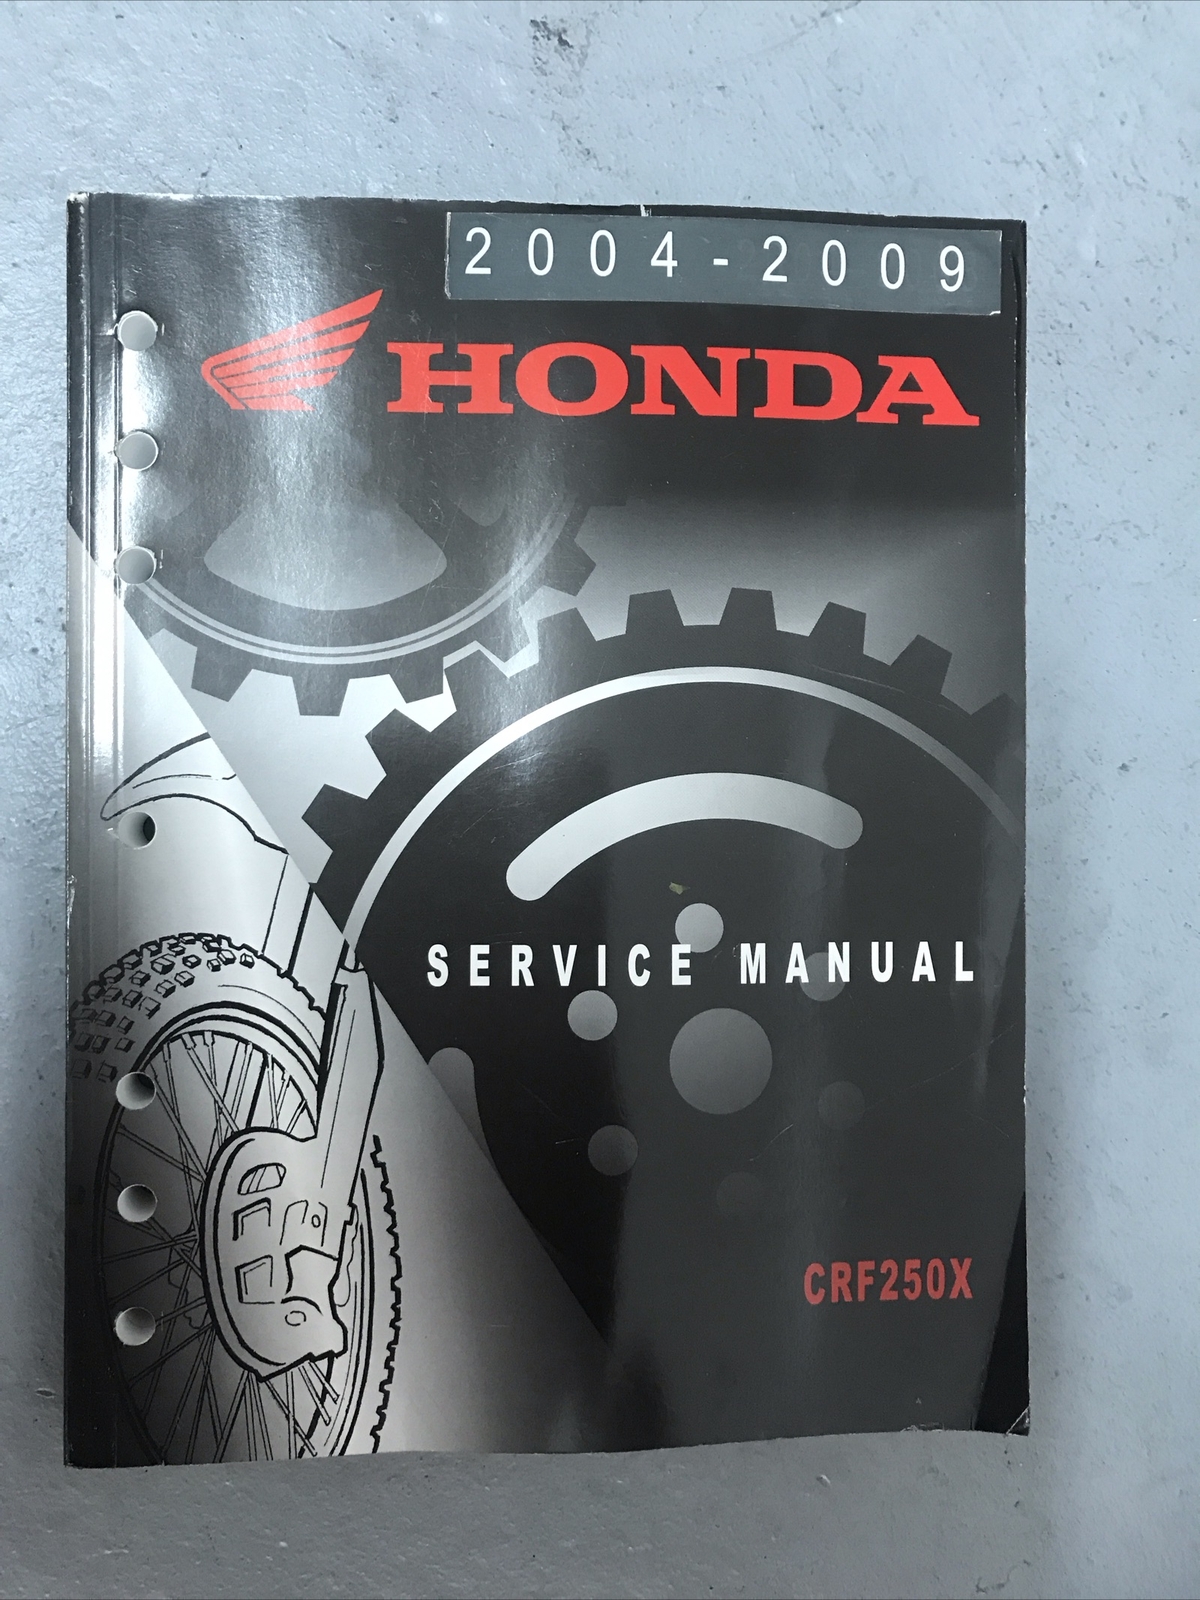 2004-2009
HONDA
SERVICE MANUAL
CRF250X